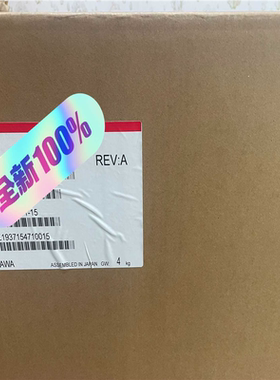 全新100%
REV:A
-15
1937154710015
AWA
ASSEMBLED IN JAPAN GW 4 kg